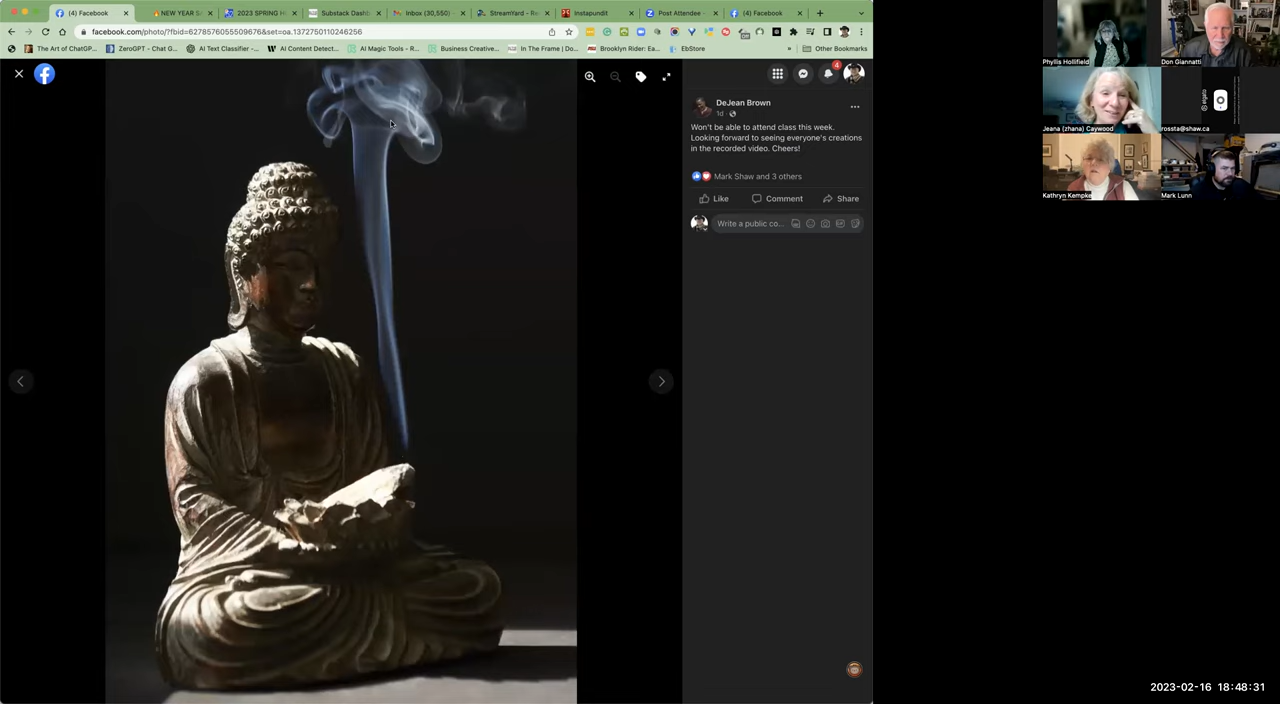 (4) Facebook
NEW YEAR S
2023 SPRING H
Substack Dashb
Inbox (30,550) -
StreamYard - Re
Instapundit
Post Attendee -
(4) Facebook
facebook.com/photo/?fbid=6278576055509676&set=oa.1372750110246256
The Art of ChatGP...
ZeroGPT - Chat G...
AI Text Classifier -...
AI Content Detect...
AI Magic Tools - R...
Business Creative...
In The Frame | Do...
Brooklyn Rider: Ea...
EbStore
»
Other Bookmarks
4
DeJean Brown
1d ·
Won't be able to attend class this week.
Looking forward to seeing everyone's creations
in the recorded video. Cheers!
Mark Shaw and 3 others
Like
Comment
Share
Write a public co...
Phyllis Hollifield
Don Giannatti
Jeana (zhana) Caywood
rossta@shaw.ca
elgato
Kathryn Kempke
Mark Lunn
2023-02-16 18:48:31